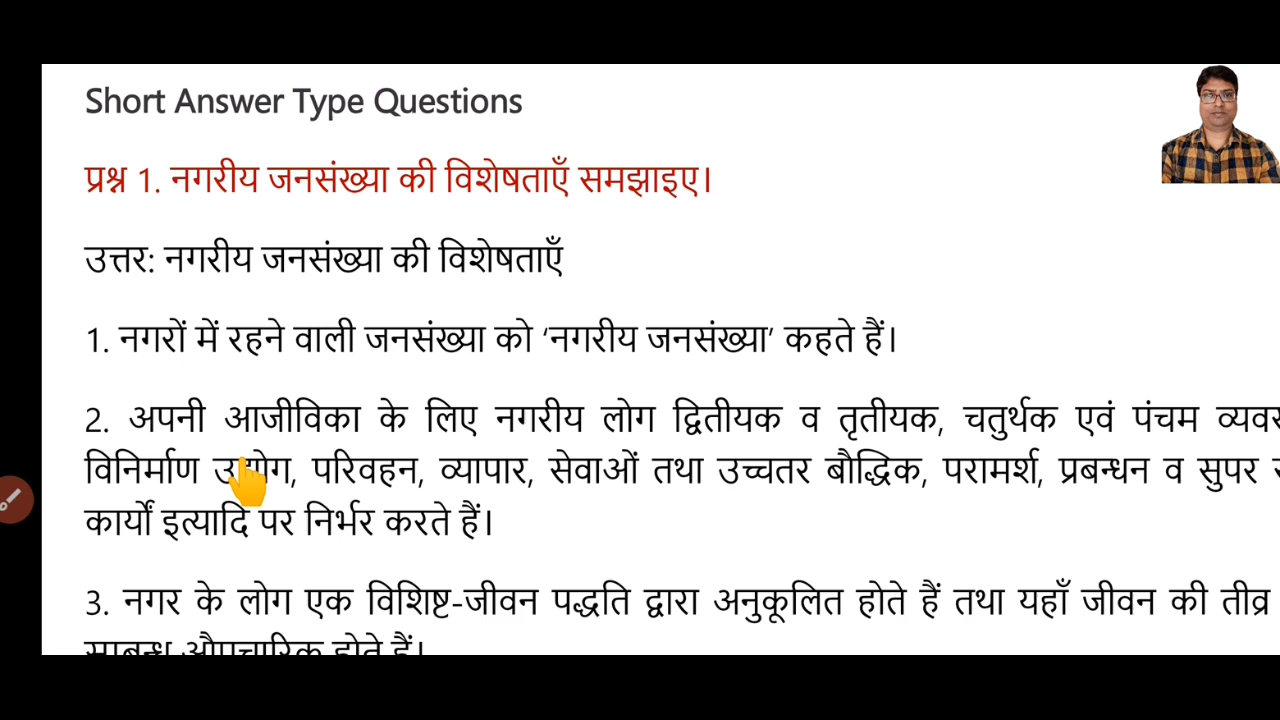 Short Answer Type Questions
प्रश्न 1. नगरीय जनसंख्या की विशेषताएँ समझाइए।
उत्तर: नगरीय जनसंख्या की विशेषताएँ
1. नगरों में रहने वाली जनसंख्या को ‘नगरीय जनसंख्या’ कहते हैं।
2. अपनी आजीविका के लिए नगरीय लोग द्वितीयक व तृतीयक, चतुर्थक एवं पंचम
विनिर्माण परिवहन, व्यापार, सेवाओं तथा उच्चतर बौद्धिक, परामर्श, प्रबन्धन व सुपर
कार्यों इत्यादि पर निर्भर करते हैं।
3. नगर के लोग एक विशिष्ट-जीवन पद्धति द्वारा अनुकूलित होते हैं तथा यहाँ जीवन की तीव्र